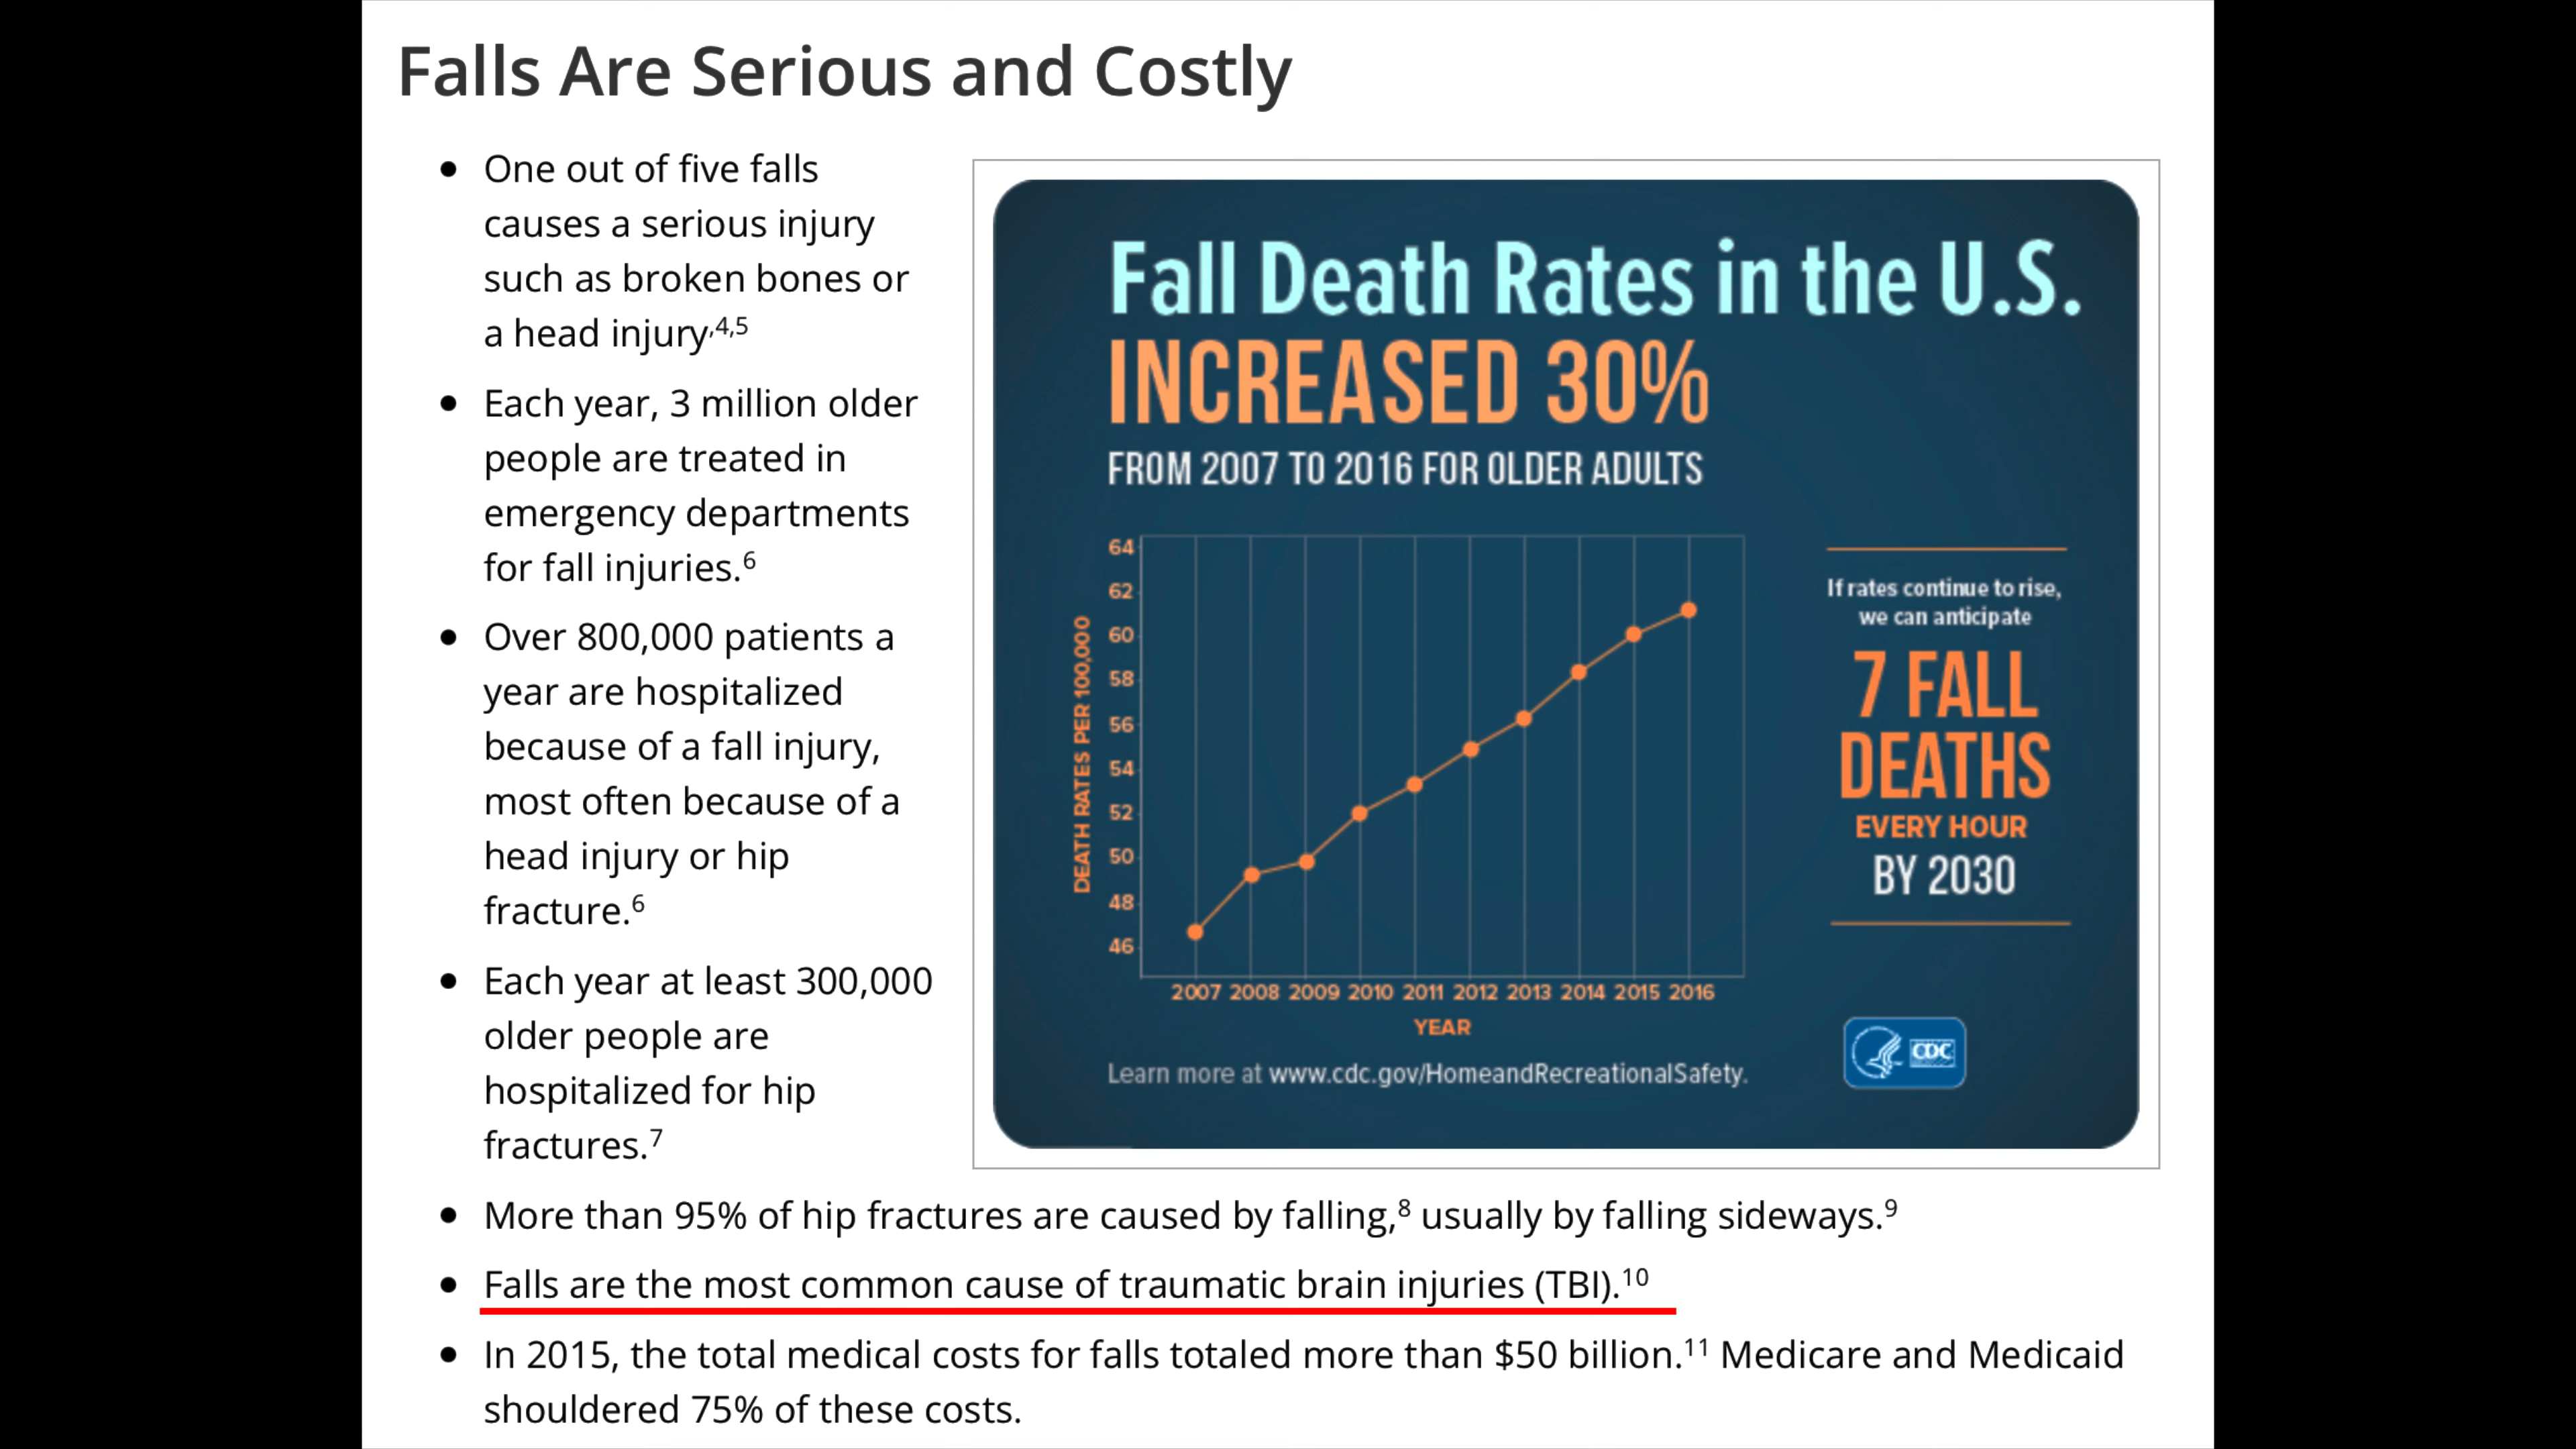 Falls Are Serious and Costly
One out of five falls
causes a serious injury
such as broken bones or
a head injury,4,5
Each year, 3 million older
people are treated in
emergency departments
for fall injuries.6
Over 800,000 patients a
year are hospitalized
because of a fall injury,
most often because of a
head injury or hip
fracture.6
Each year at least 300,000
older people are
hospitalized for hip
fractures.7
Fall Death Rates in the U.S.
INCREASED 30%
FROM 2007 TO 2016 FOR OLDER ADULTS
DEATH RATES PER 100,000
64
62
60
58
56
54
52
50
48
46
2007 2008 2009 2010 2011 2012 2013 2014 2015 2016
YEAR
If rates continue to rise,
we can anticipate
7 FALL
DEATHS
EVERY HOUR
BY 2030
Learn more at www.cdc.gov/HomeandRecreationalSafety.
CDC
More than 95% of hip fractures are caused by falling,8 usually by falling sideways.9
Falls are the most common cause of traumatic brain injuries (TBI).10
In 2015, the total medical costs for falls totaled more than $50 billion.11 Medicare and Medicaid
shouldered 75% of these costs.